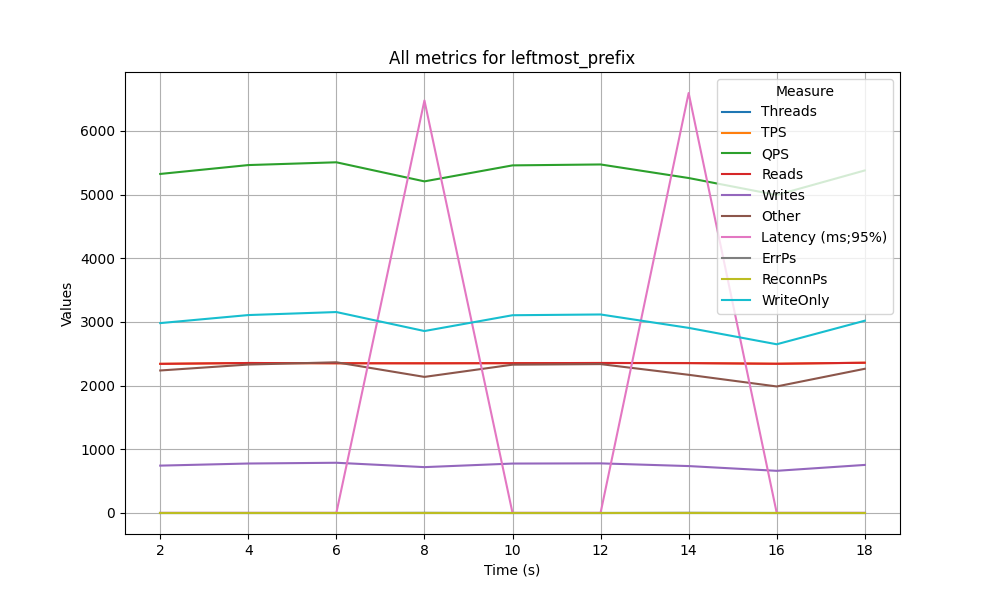 All metrics for leftmost_prefix
Measure
Threads
TPS
QPS
Reads
Writes
Other
Latency (ms;95%)
ErrPs
ReconnPs
WriteOnly
Values
6000
5000
4000
3000
2000
1000
0
2 4 6 8 10 12 14 16 18
Time (s)